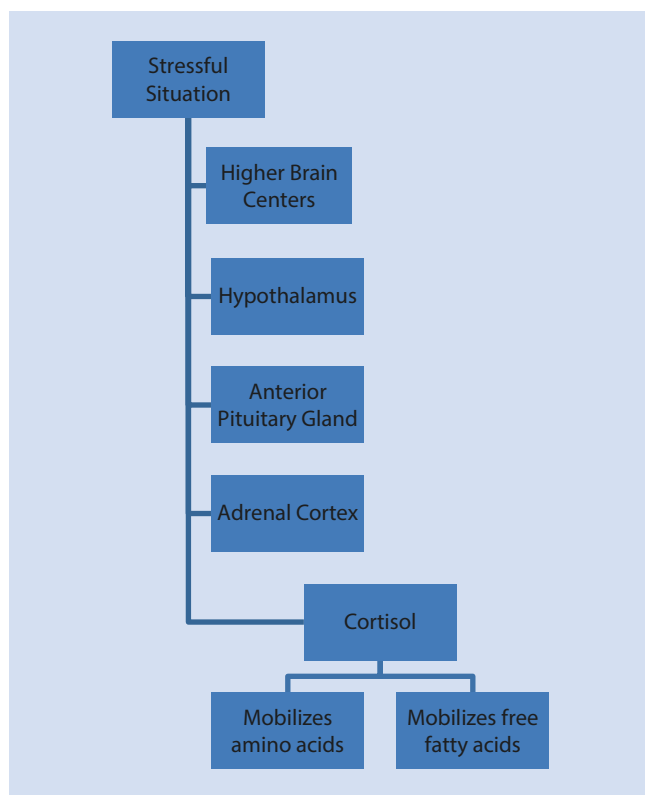 Stressful
Situation
Higher Brain
Centers
Hypothalamus
Anterior
Pituitary Gland
Adrenal Cortex
Cortisol
Mobilizes
amino acids
Mobilizes free
fatty acids